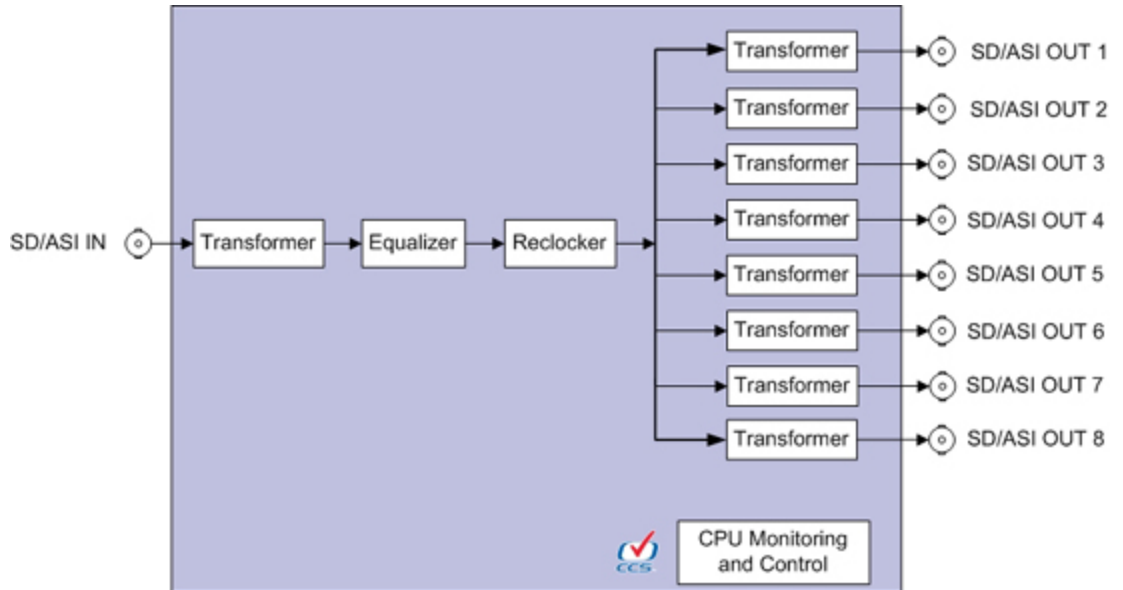 Transformer SD/ASI OUT 1
Transformer SD/ASI OUT 2
Transformer SD/ASI OUT 3
Transformer SD/ASI OUT 4
SD/ASI IN Transformer Equalizer Reclocker
Transformer SD/ASI OUT 5
Transformer SD/ASI OUT 6
Transformer SD/ASI OUT 7
Transformer SD/ASI OUT 8
CCS
CPU Monitoring
and Control